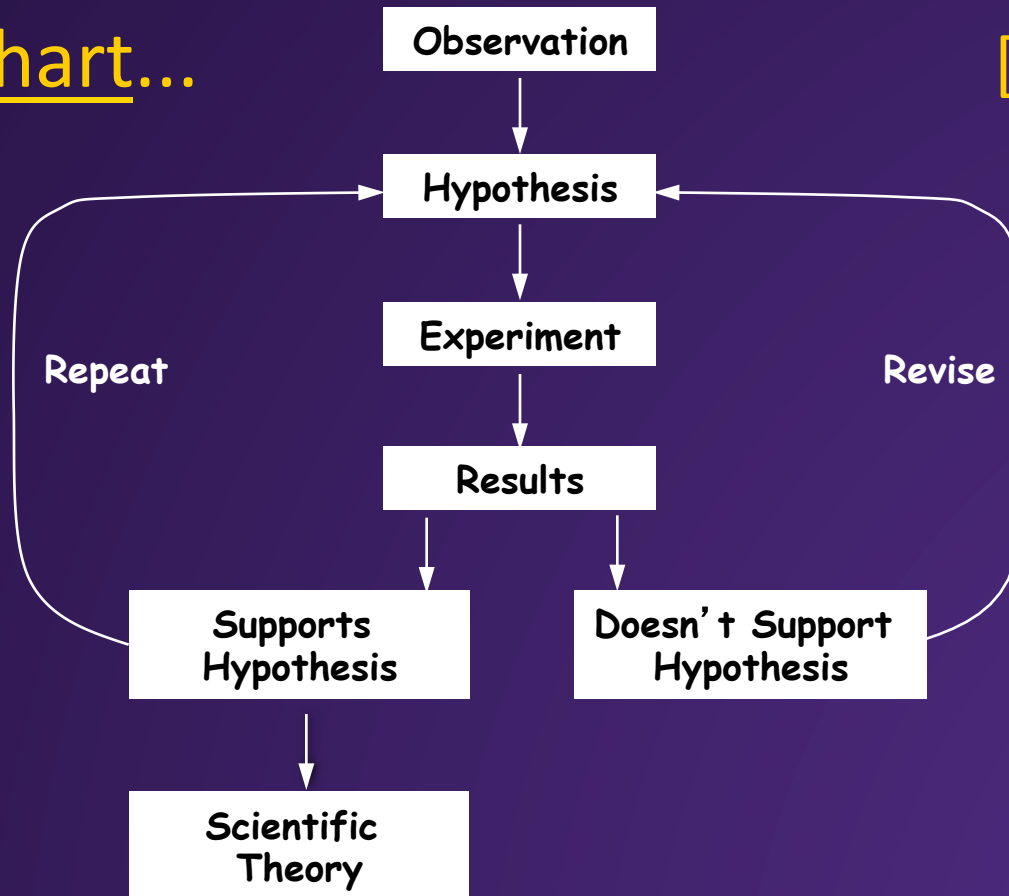 hart...
Observation
Hypothesis
Experiment
Repeat
Revise
Results
Supports
Hypothesis
Doesn’t Support
Hypothesis
Scientific
Theory